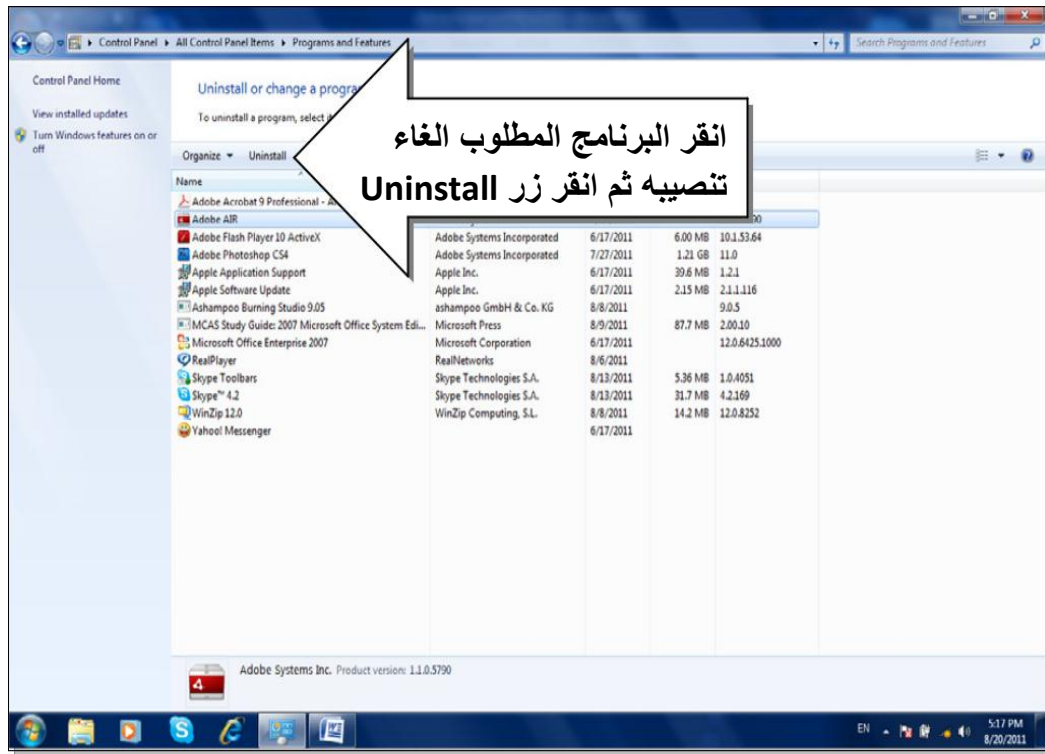 Control Panel ▸ All Control Panel Items ▸ Programs and Features
Search Programs and Features
Control Panel Home
View installed updates
Turn Windows features on or
off
Uninstall or change a
To uninstall a program, select
انقر البرنامج المطلوب الغاء
تنصيبه ثم انقر زر Uninstall
Organize Uninstall
Name
Adobe Acrobat 9 Professional
Adobe AIR
Adobe Flash Player 10 ActiveX Adobe Systems Incorporated 6/17/2011 6.00 MB 10.1.53.64
Adobe Photoshop CS4 Adobe Systems Incorporated 7/27/2011 1.21 GB 11.0
Apple Application Support Apple Inc. 6/17/2011 39.6 MB 1.2.1
Apple Software Update Apple Inc. 6/17/2011 2.15 MB 2.1.1.116
Ashampoo Burning Studio 9.05 ashampoo GmbH & Co. KG 8/8/2011 9.0.5
MCAS Study Guide: 2007 Microsoft Office System Edi... Microsoft Press 8/9/2011 87.7 MB 2.00.10
Microsoft Office Enterprise 2007 Microsoft Corporation 6/17/2011 12.0.6425.1000
RealPlayer RealNetworks 8/6/2011
Skype Toolbars Skype Technologies S.A. 8/13/2011 5.36 MB 1.0.4051
Skype™ 4.2 Skype Technologies S.A. 8/13/2011 31.7 MB 4.2.169
WinZip 12.0 WinZip Computing, S.L. 8/8/2011 14.2 MB 12.0.8252
Yahoo! Messenger 6/17/2011
Adobe Systems Inc. Product version: 1.1.0.5790
EN
5:17 PM
8/20/2011